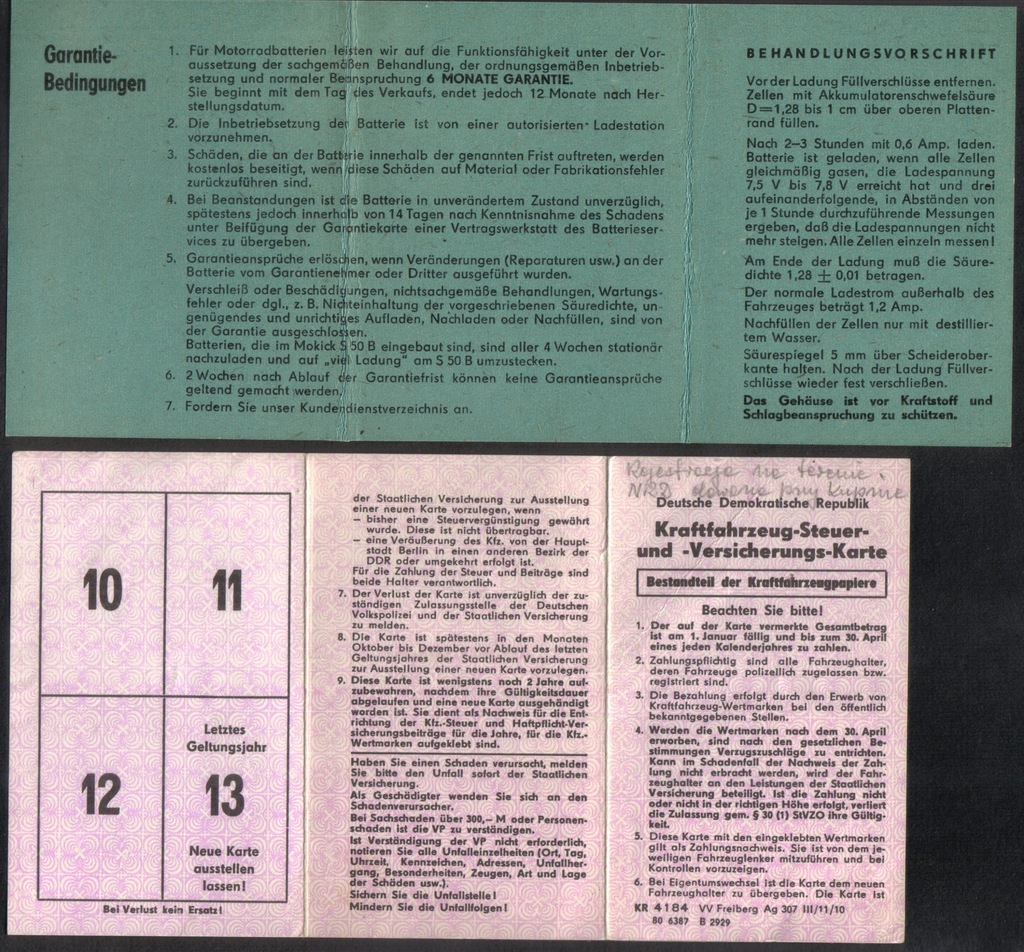 Garantie-
Bedingungen
1. Für Motorradbatterien leisten wir auf die Funktionsfähigkeit unter der Vor-
aussetzung der sachgemäßen Behandlung, der ordnungsgemäßen Inbetrieb-
setzung und normaler Beanspruchung 6 MONATE GARANTIE.
Sie beginnt mit dem Tag des Verkaufs, endet jedoch 12 Monate nach Her-
stellungsdatum.
2. Die Inbetriebsetzung der Batterie ist von einer autorisierten Ladestation
vorzunehmen.
3. Schäden, die an der Batterie innerhalb der genannten Frist auftreten, werden
kostenlos beseitigt, wenn diese Schäden auf Material oder Fabrikationsfehler
zurückzuführen sind.
4. Bei Beanstandungen ist die Batterie in unverändertem Zustand unverzüglich,
spätestens jedoch innerhalb von 14 Tagen nach Kenntnisnahme des Schadens
unter Beifügung der Garantiekarte einer Vertragswerkstatt des Batterieser-
vices zu übergeben.
5. Garantieansprüche erlöschen, wenn Veränderungen (Reparaturen usw.) an der
Batterie vom Garantienehmer oder Dritter ausgeführt wurden.
Verschleiß oder Beschädigungen, nichtsachgemäße Behandlungen, Wartungs-
fehler oder dgl., z. B. Nichteinhaltung der vorgeschriebenen Säuredichte, un-
genügendes und unrichtiges Aufladen, Nachladen oder Nachfüllen, sind von
der Garantie ausgeschlossen.
Batterien, die im Mokick S 50 B eingebaut sind, sind aller 4 Wochen stationär
nachzuladen und auf „viel Ladung“ am S 50 B umzustecken.
6. 2 Wochen nach Ablauf der Garantiefrist können keine Garantieansprüche
geltend gemacht werden.
7. Fordern Sie unser Kundendienstverzeichnis an.
BEHANDLUNGSVORSCHRIFT
Vor der Ladung Füllverschlüsse entfernen.
Zellen mit Akkumulatorenschwefelsäure
D=1,28 bis 1 cm über oberen Platten-
rand füllen.
Nach 2–3 Stunden mit 0,6 Amp. laden.
Batterie ist geladen, wenn alle Zellen
gleichmäßig gasen, die Ladespannung
7,5 V bis 7,8 V erreicht hat und drei
aufeinanderfolgende, in Abständen von
je 1 Stunde durchzuführende Messungen
ergeben, daß die Ladespannungen nicht
mehr steigen. Alle Zellen einzeln messen!
Am Ende der Ladung muß die Säure-
dichte 1,28 ± 0,01 betragen.
Der normale Ladestrom außerhalb des
Fahrzeuges beträgt 1,2 Amp.
Nachfüllen der Zellen nur mit destillier-
tem Wasser.
Säurespiegel 5 mm über Scheiderober-
kante halten. Nach der Ladung Füllver-
schlüsse wieder fest verschließen.
Das Gehäuse ist vor Kraftstoff und
Schlagbeanspruchung zu schützen.
10
11
12
Letztes
Geltungsjahr
13
Neue Karte
ausstellen
lassen!
Bei Verlust kein Ersatz!
der Staatlichen Versicherung zur Ausstellung
einer neuen Karte vorzulegen, wenn
– bisher eine Steuervergünstigung gewährt
wurde. Diese ist nicht übertragbar.
– eine Veräußerung des Kfz. von der Haupt-
stadt Berlin in einen anderen Bezirk der
DDR oder umgekehrt erfolgt ist.
Für die Zahlung der Steuer und Beiträge sind
beide Halter verantwortlich.
7. Der Verlust der Karte ist unverzüglich der zu-
ständigen Zulassungsstelle der Deutschen
Volkspolizei und der Staatlichen Versicherung
zu melden.
8. Die Karte ist spätestens in den Monaten
Oktober bis Dezember vor Ablauf des letzten
Geltungsjahres der Staatlichen Versicherung
zur Ausstellung einer neuen Karte vorzulegen.
9. Diese Karte ist wenigstens noch 2 Jahre auf-
zubewahren, nachdem ihre Gültigkeitsdauer
abgelaufen und eine neue Karte ausgehändigt
worden ist. Sie dient als Nachweis für die Ent-
richtung der Kfz.-Steuer und Haftpflicht-Ver-
sicherungsbeiträge für die Jahre, für die Kfz.-
Wertmarken aufgeklebt sind.
Haben Sie einen Schaden verursacht, melden
Sie bitte den Unfall sofort der Staatlichen
Versicherung.
Als Geschädigter wenden Sie sich an den
Schadenverursacher.
Bei Sachschaden über 300,– M oder Personen-
schaden ist die VP zu verständigen.
Ist Verständigung der VP nicht erforderlich,
notieren Sie alle Unfalleinzelheiten (Ort, Tag,
Uhrzeit, Kennzeichen, Adressen, Unfallher-
gang, Besonderheiten, Zeugen, Art und Lage
der Schäden usw.).
Sichern Sie die Unfallstelle!
Mindern Sie die Unfallfolgen!
Rejestracja na terenie
NRD
Deutsche Demokratische Republik
Kraftfahrzeug-Steuer-
und -Versicherungs-Karte
Bestandteil der Kraftfahrzeugpapiere
Beachten Sie bitte!
1. Der auf der Karte vermerkte Gesamtbetrag
ist am 1. Januar fällig und bis zum 30. April
eines jeden Kalenderjahres zu zahlen.
2. Zahlungspflichtig sind alle Fahrzeughalter,
deren Fahrzeuge polizeilich zugelassen bzw.
registriert sind.
3. Die Bezahlung erfolgt durch den Erwerb von
Kraftfahrzeug-Wertmarken bei den öffentlich
bekanntgegebenen Stellen.
4. Werden die Wertmarken nach dem 30. April
erworben, sind nach den gesetzlichen Be-
stimmungen Verzugszuschläge zu entrichten.
Kann im Schadenfall der Nachweis der Zah-
lung nicht erbracht werden, wird der Fahr-
zeughalter an den Leistungen der Staatlichen
Versicherung beteiligt. Ist die Zahlung nicht
oder nicht in der richtigen Höhe erfolgt, verliert
die Zulassung gem. § 30 (1) StVZO ihre Gültig-
keit.
5. Diese Karte mit den eingeklebten Wertmarken
gilt als Zahlungsnachweis. Sie ist von dem je-
weiligen Fahrzeuglenker mitzuführen und bei
Kontrollen vorzuzeigen.
6. Bei Eigentumswechsel ist die Karte dem neuen
Fahrzeughalter zu übergeben. Die Karte ist
KR 4184 VV Freiberg Ag 307 III/11/10
80 6387 B 2929